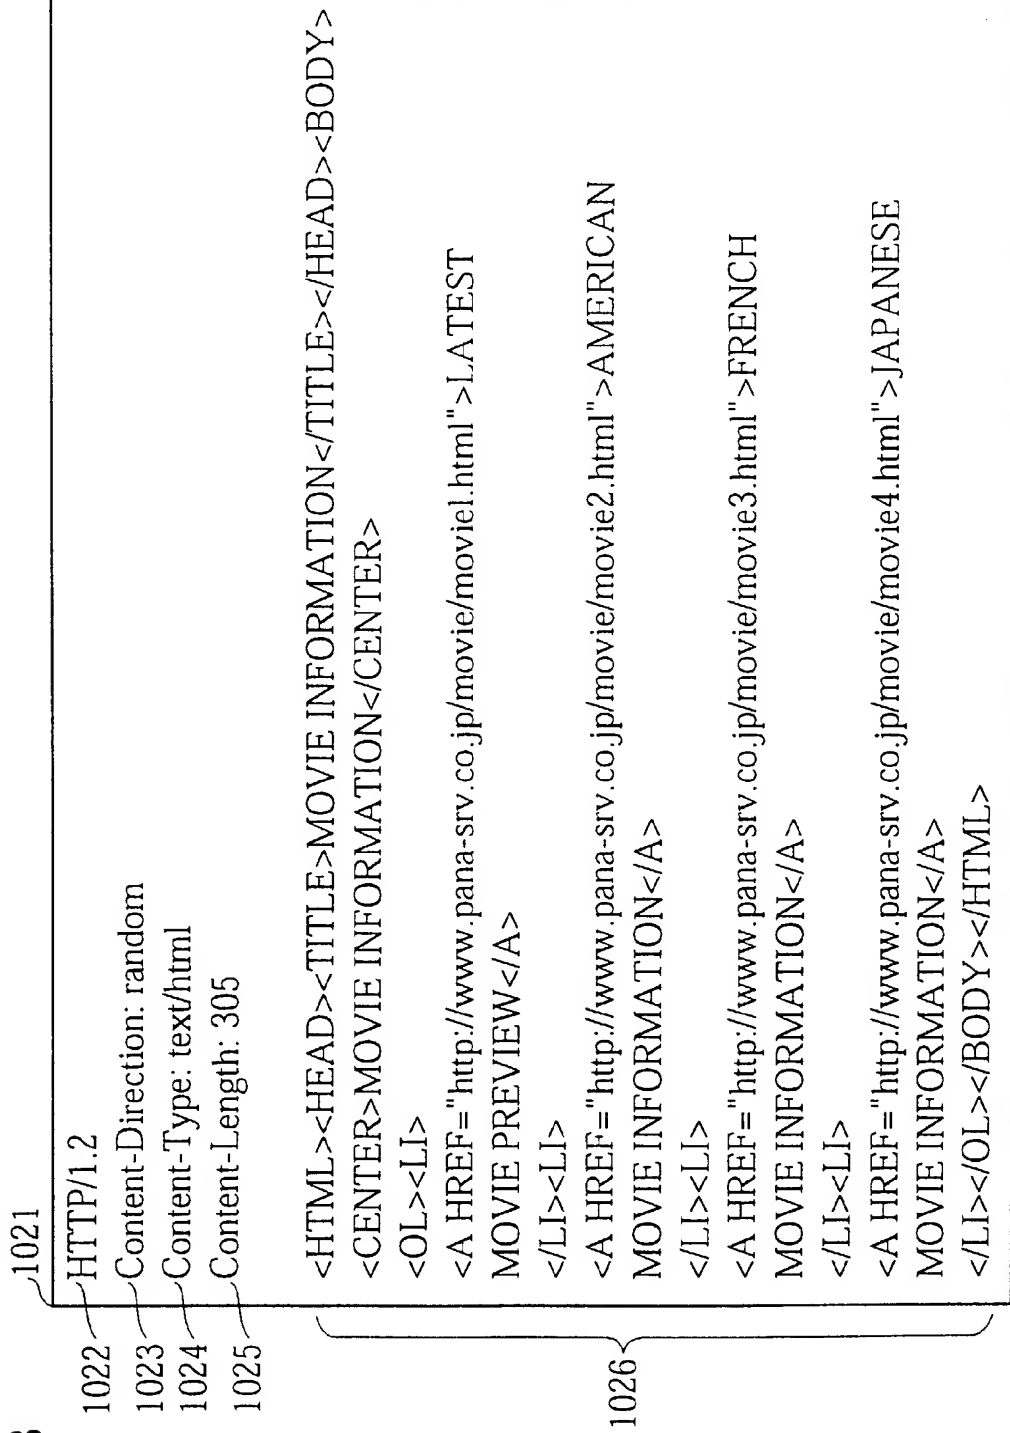 1021
1022 HTTP/1.2
1023 Content-Direction: random
1024 Content-Type: text/html
1025 Content-Length: 305
1026
<HTML><HEAD><TITLE>MOVIE INFORMATION</TITLE></HEAD><BODY>
<CENTER>MOVIE INFORMATION</CENTER>
<OL><LI>
<A HREF="http://www.pana-srv.co.jp/movie/movie1.html">LATEST
MOVIE PREVIEW</A>
</LI><LI>
<A HREF="http://www.pana-srv.co.jp/movie/movie2.html">AMERICAN
MOVIE INFORMATION</A>
</LI><LI>
<A HREF="http://www.pana-srv.co.jp/movie/movie3.html">FRENCH
MOVIE INFORMATION</A>
</LI><LI>
<A HREF="http://www.pana-srv.co.jp/movie/movie4.html">JAPANESE
MOVIE INFORMATION</A>
</LI></OL></BODY></HTML>